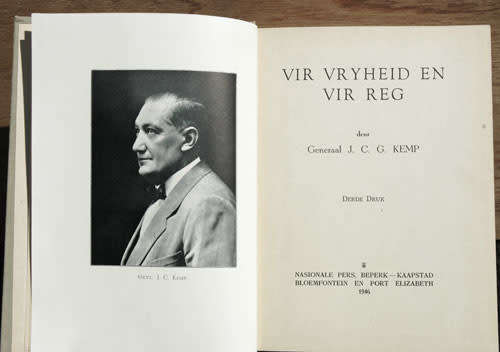 Genl. J. C. Kemp
VIR VRYHEID EN
VIR REG
deur
Generaal J. C. G. KEMP
Derde Druk
NASIONALE PERS, BEPERK—KAAPSTAD
BLOEMFONTEIN EN PORT ELIZABETH
1946